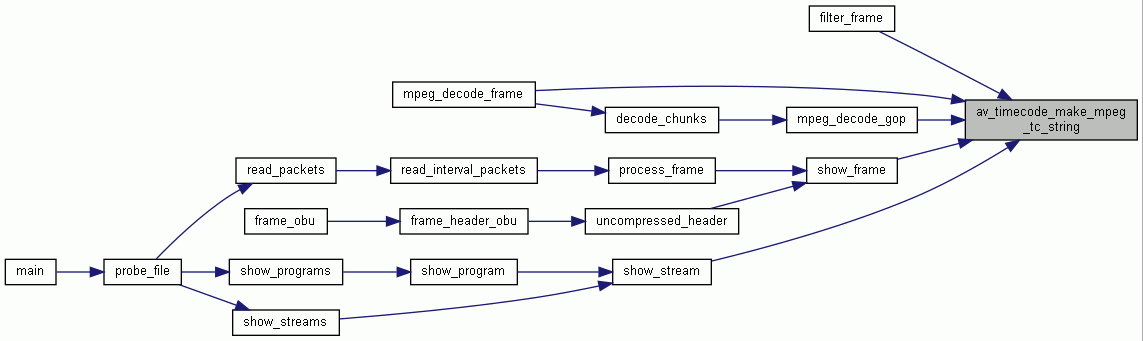 filter_frame
mpeg_decode_frame
av_timecode_make_mpeg
_tc_string
decode_chunks
mpeg_decode_gop
read_packets
read_interval_packets
process_frame
show_frame
frame_obu
frame_header_obu
uncompressed_header
main
probe_file
show_programs
show_program
show_stream
show_streams